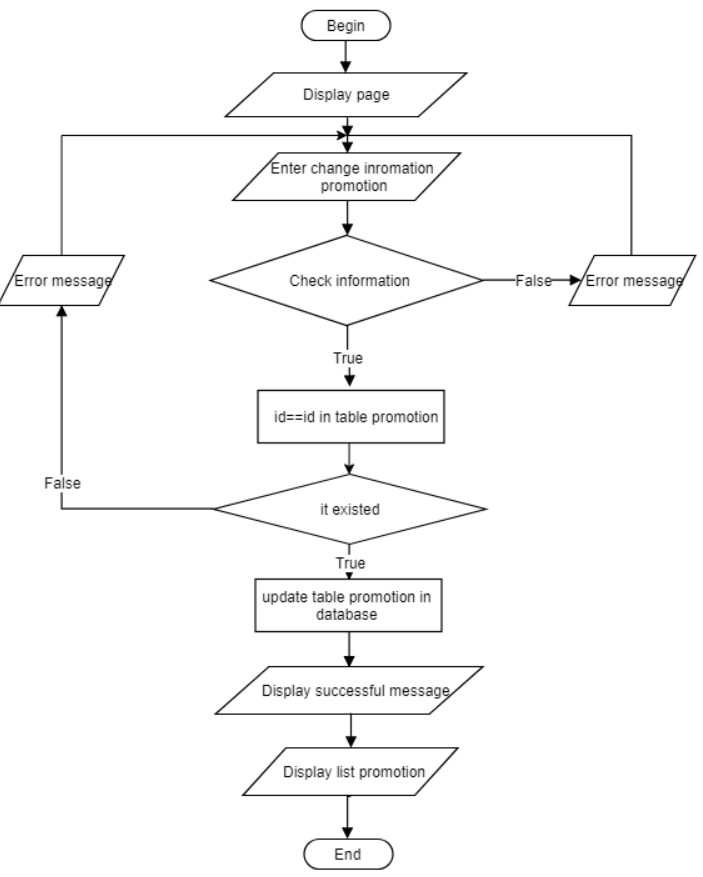 Begin
Display page
Enter change inromation
promotion
Error message
Check information
False
Error message
True
id==id in table promotion
False
it existed
True
update table promotion in
database
Display successful message
Display list promotion
End